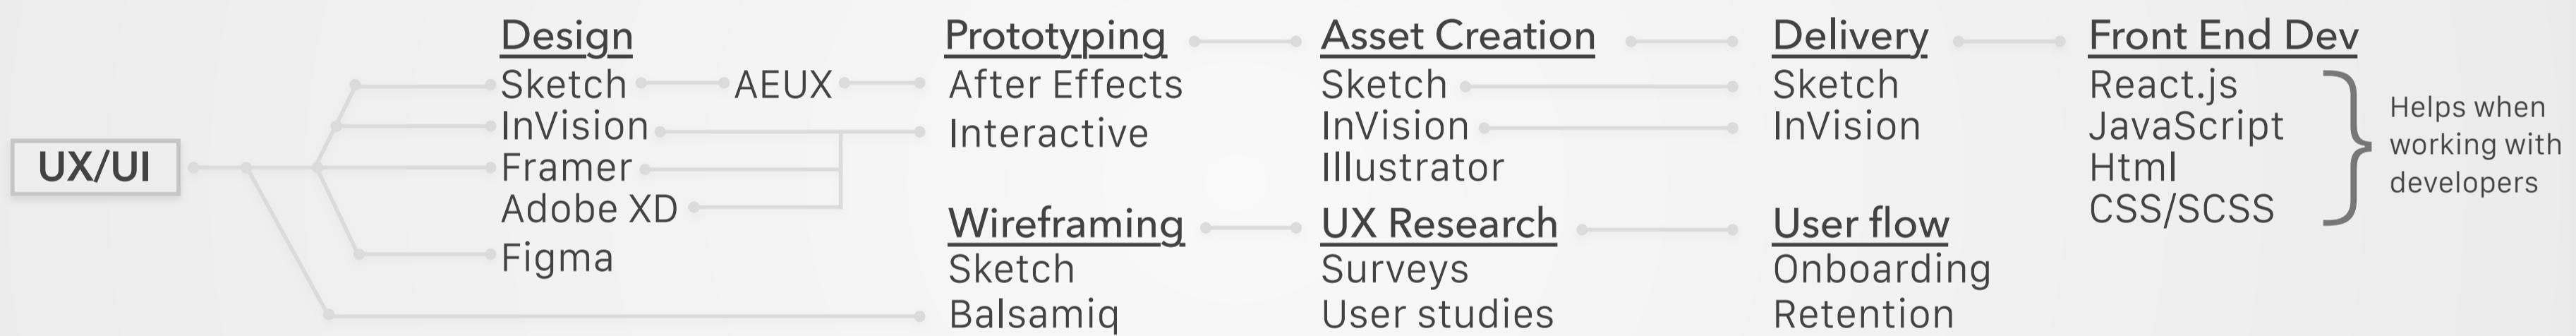 UX/UI
Design
Sketch
AEUX
InVision
Framer
Adobe XD
Figma
Prototyping
After Effects
Interactive
Wireframing
Sketch
Balsamiq
Asset Creation
Sketch
InVision
Illustrator
UX Research
Surveys
User studies
Delivery
Sketch
InVision
User flow
Onboarding
Retention
Front End Dev
React.js
JavaScript
Html
CSS/SCSS
Helps when
working with
developers